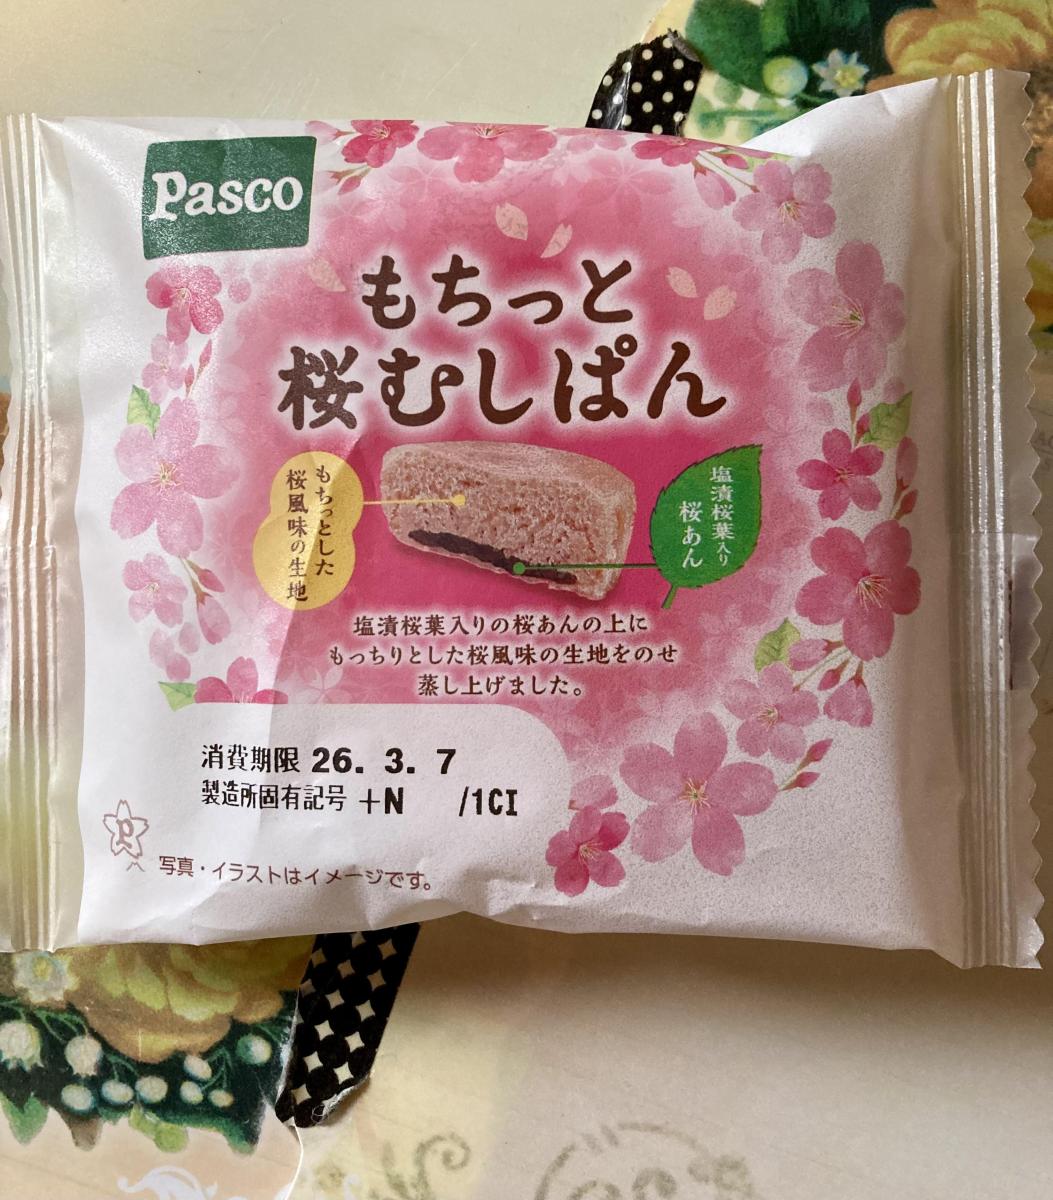 Pasco
もちっと
桜むしぱん
もちっとした
桜風味の生地
塩漬桜葉入り
桜あん
塩漬桜葉入りの桜あんの上に
もっちりとした桜風味の生地をのせ
蒸し上げました。
消費期限 26. 3. 7
製造所固有記号 +N /1CI
P
写真・イラストはイメージです。